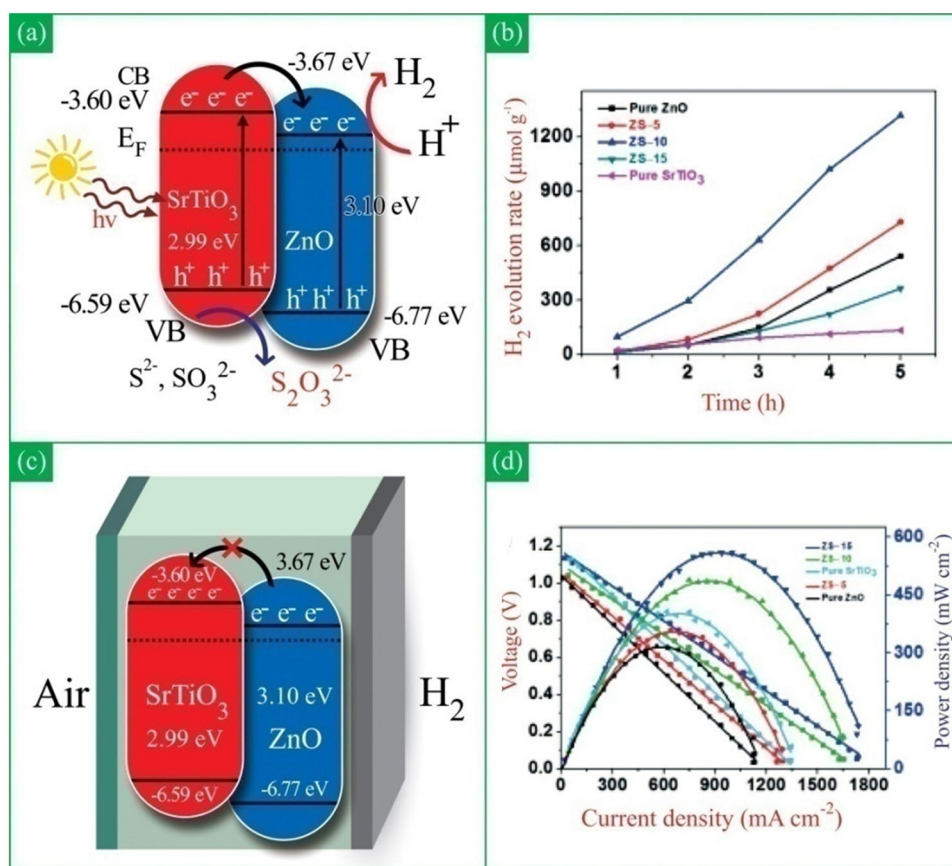 (a)
CB
-3.60 eV
-3.67 eV
H₂
e⁻ e⁻ e⁻
e⁻ e⁻ e⁻
E_F
H⁺
hν
SrTiO₃
2.99 eV
3.10 eV
ZnO
h⁺ h⁺ h⁺
h⁺ h⁺ h⁺
-6.59 eV
-6.77 eV
VB
VB
S²⁻, SO₃²⁻
S₂O₃²⁻
(b)
H₂ evolution rate (μmol g⁻¹)
1200
900
600
300
0
Pure ZnO
ZS-5
ZS-10
ZS-15
Pure SrTiO₃
1 2 3 4 5
Time (h)
(c)
3.67 eV
-3.60 eV
e⁻ e⁻ e⁻ e⁻
e⁻ e⁻ e⁻
Air
H₂
SrTiO₃
2.99 eV
3.10 eV
ZnO
-6.59 eV
-6.77 eV
(d)
Voltage (V)
1.2
1.0
0.8
0.6
0.4
0.2
0.0
ZS-15
ZS-10
Pure SrTiO₃
ZS-5
Pure ZnO
600
450
300
150
0
Power density (mW cm⁻²)
0 300 600 900 1200 1500 1800
Current density (mA cm⁻²)